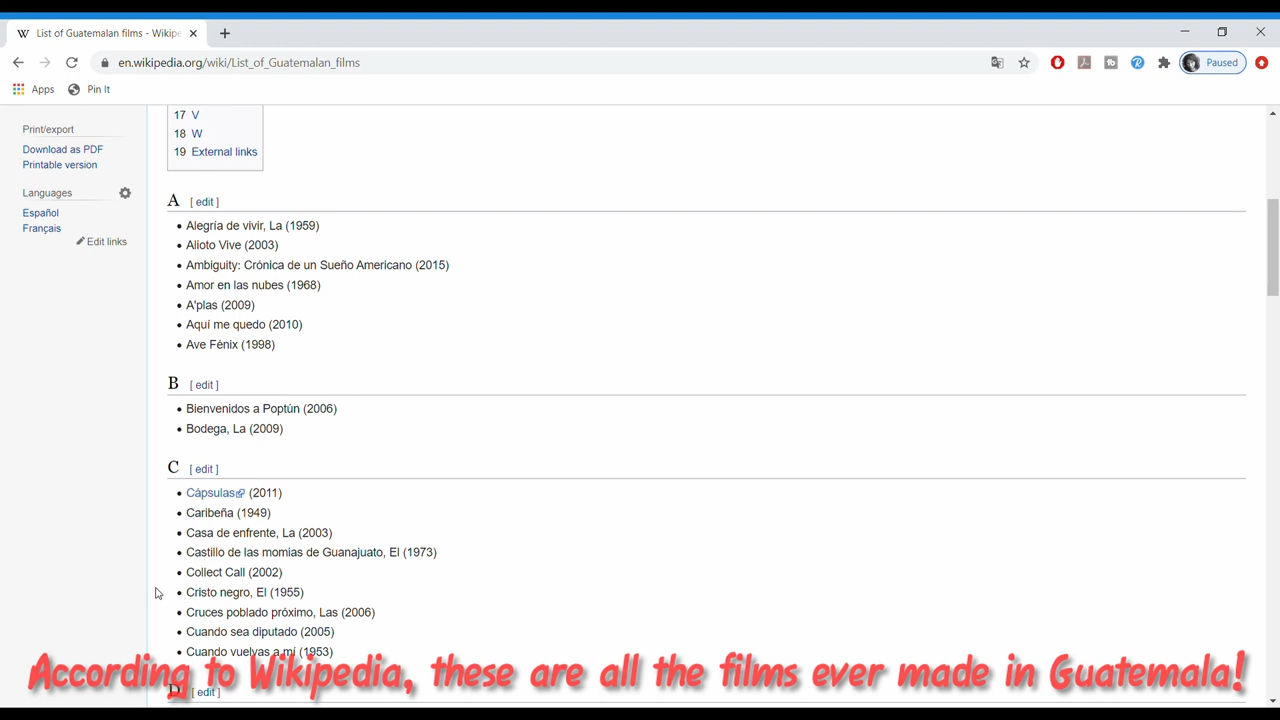 List of Guatemalan films - Wikipe
en.wikipedia.org/wiki/List_of_Guatemalan_films
Paused
Apps
Pin It
17 V
18 W
19 External links
Print/export
Download as PDF
Printable version
Languages
Español
Français
Edit links
A [ edit ]
• Alegría de vivir, La (1959)
• Alioto Vive (2003)
• Ambiguity: Crónica de un Sueño Americano (2015)
• Amor en las nubes (1968)
• A'plas (2009)
• Aquí me quedo (2010)
• Ave Fénix (1998)
B [ edit ]
• Bienvenidos a Poptún (2006)
• Bodega, La (2009)
C [ edit ]
• Cápsulas (2011)
• Caribeña (1949)
• Casa de enfrente, La (2003)
• Castillo de las momias de Guanajuato, El (1973)
• Collect Call (2002)
• Cristo negro, El (1955)
• Cruces poblado próximo, Las (2006)
• Cuando sea diputado (2005)
• Cuando vuelvas a mí (1953)
According to Wikipedia, these are all the films ever made in Guatemala!
D [ edit ]